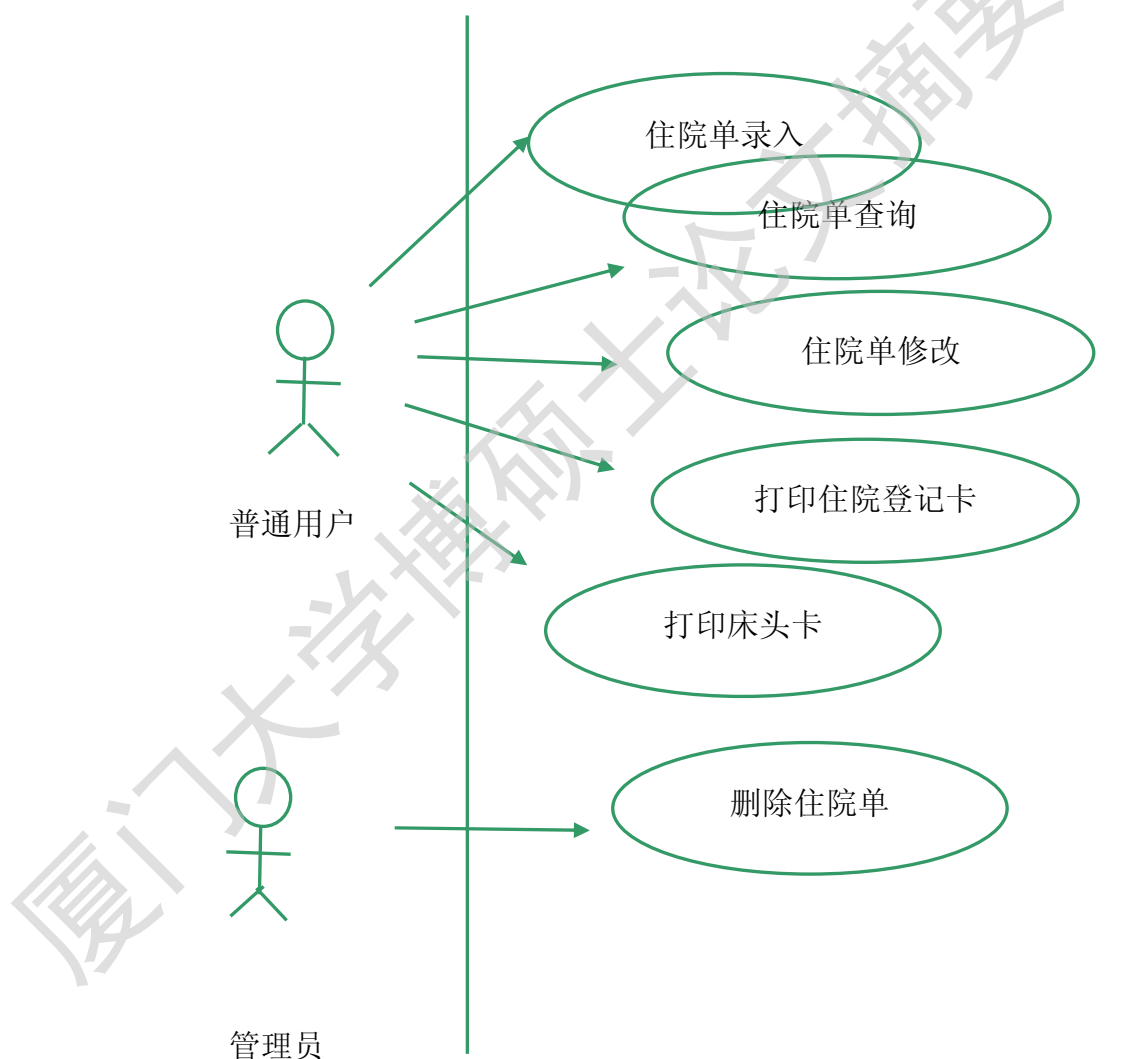 住院单录入
住院单查询
住院单修改
打印住院登记卡
普通用户
打印床头卡
删除住院单
管理员
厦门大学博硕士论文摘要